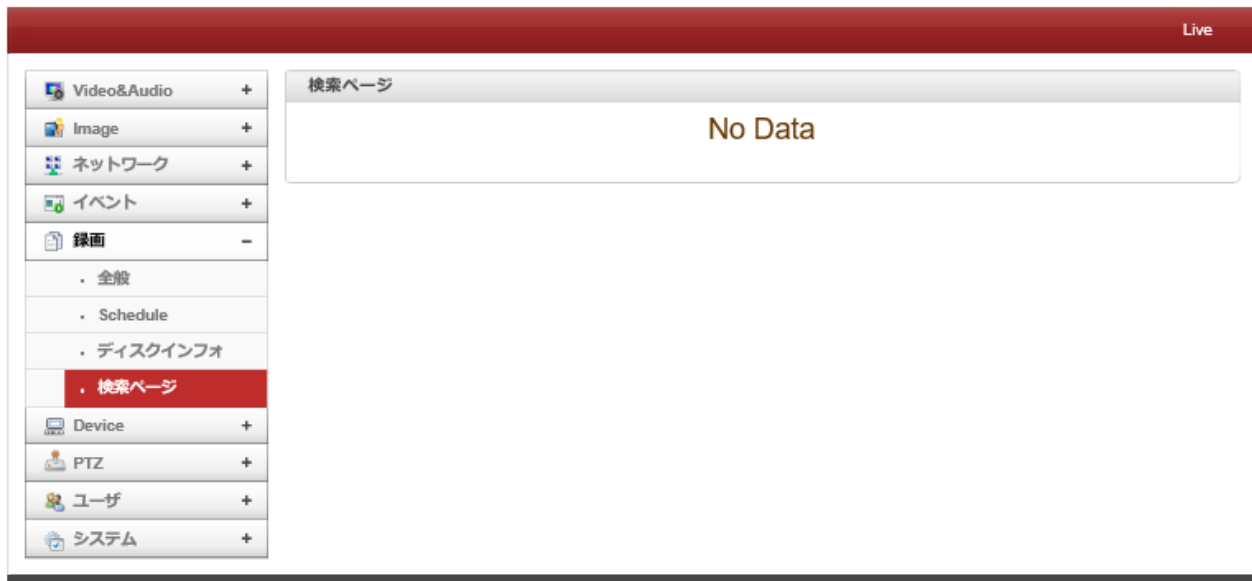 Live
Video&Audio +
Image +
ネットワーク +
イベント +
録画 -
・ 全般
・ Schedule
・ ディスクインフォ
・ 検索ページ
Device +
PTZ +
ユーザ +
システム +
検索ページ
No Data